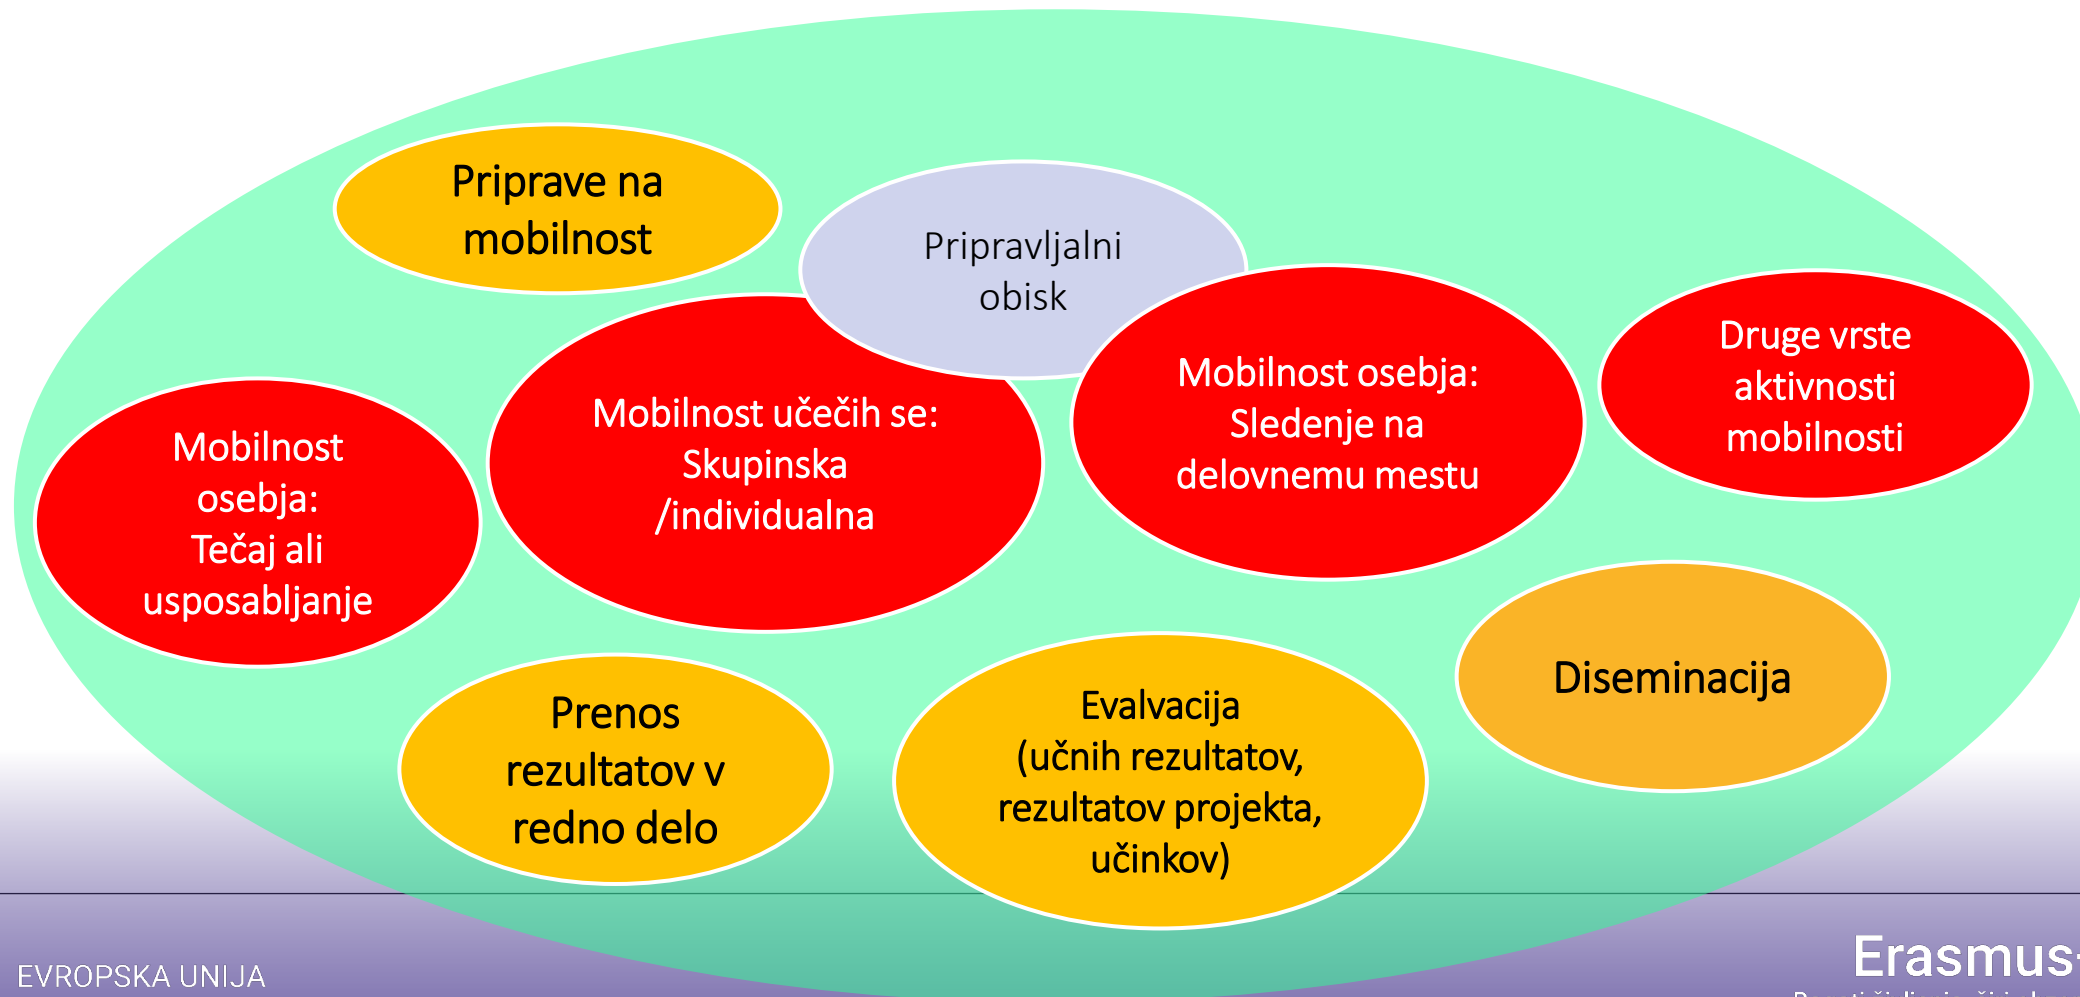 Priprave na
mobilnost
Pripravljalni
obisk
Mobilnost
osebja:
Tečaj ali
usposabljanje
Mobilnost učečih se:
Skupinska
/individualna
Mobilnost osebja:
Sledenje na
delovnemu mestu
Druge vrste
aktivnosti
mobilnosti
Prenos
rezultatov v
redno delo
Evalvacija
(učnih rezultatov,
rezultatov projekta,
učinkov)
Diseminacija
EVROPSKA UNIJA
Erasmus+